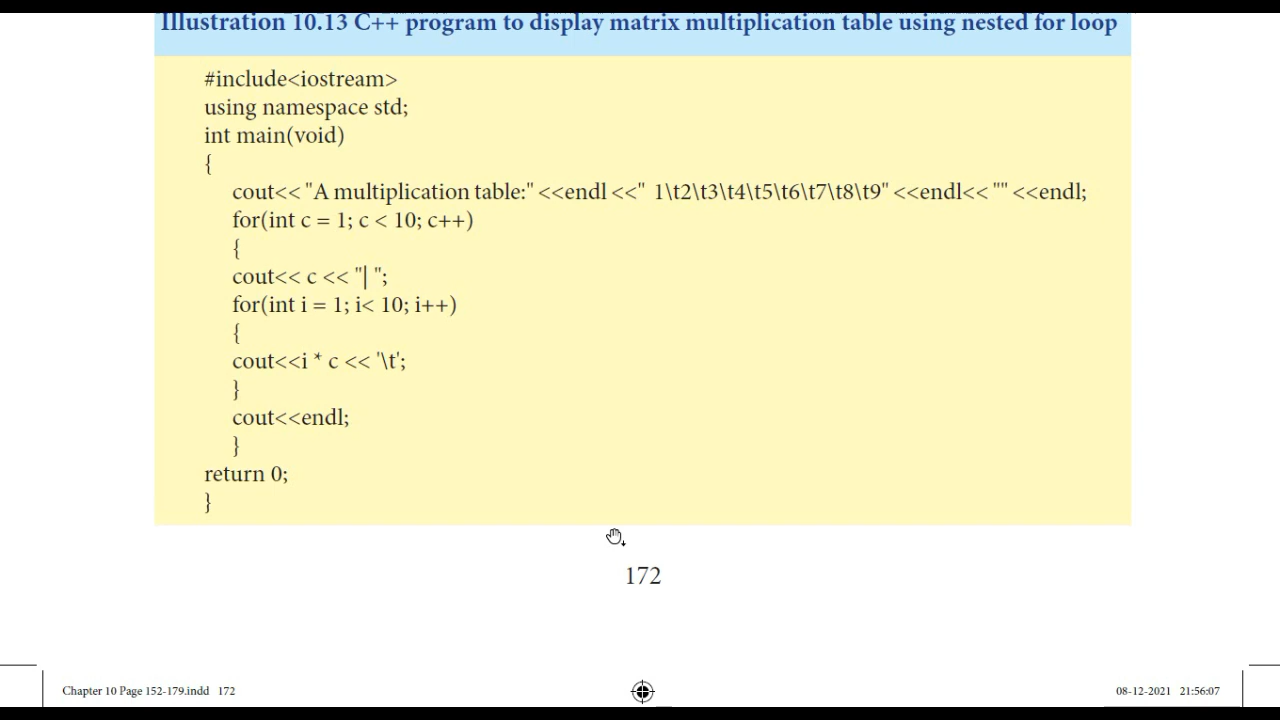 Illustration 10.13 C++ program to display matrix multiplication table using nested for loop
#include<iostream>
using namespace std;
int main(void)
{
cout<< "A multiplication table:" <<endl <<" 1\t2\t3\t4\t5\t6\t7\t8\t9" <<endl<< "" <<endl;
for(int c = 1; c < 10; c++)
{
cout<< c << "| ";
for(int i = 1; i< 10; i++)
{
cout<<i * c << '\t';
}
cout<<endl;
}
return 0;
}
172
Chapter 10 Page 152-179.indd 172
08-12-2021 21:56:07